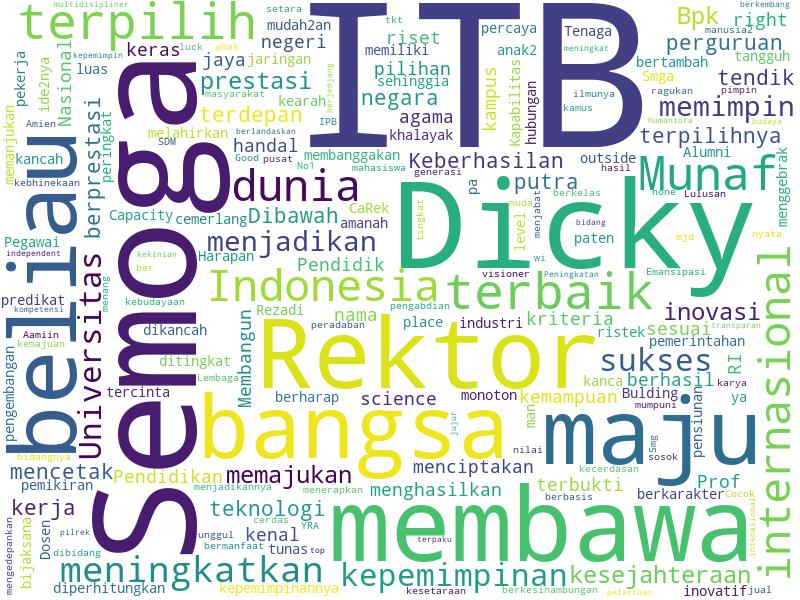 terpilih
mudah2an
setara
multidisipliner
tkt
percaya
Tenaga
berkembang
Bpk
right
manusia2
ITB
luck
anak
keras
negeri
memiliki
riset
anak2
perguruan
tangguh
jaya
jaringan
pilihan
bertambah
luas
prestasi
masyarakat
kearah
sehinggia
meningkat
Smga
tendik
pekerja
ide2nya
Nasional
negara
kampus
Kapabilitas
hubungan
ilmunya
ragukan
pimpin
kepemimpin
terdepan
berjenjang
agama
kamus
memimpin
memanjukan
melahirkan
IPB
khalayak
humaniora
budaya
Amien
SDM
berlandaskan
terpilihnya
kancah
peringkat
handal
Good
pusat
membanggakan
Keberhasilan
outside
Alumni
kebhinekaan
berprestasi
No1
mahasiswa
generasi
hasil
Munaf
menggebrak
Semoga
beliau
dunia
pa
putra
berkelas
none
Lulusan
Capacity
cemerlang
Dibawah
CaRek
amanah
Dicky
tingkat
level
muda
menjabat
bidang
paten
mjd
nyata
Pegawai
independent
kekinian
ber
menjadikan
Harapan
Pendidik
wi
Emansipasi
Universitas
visioner
Peningkatan
predikat
kompetensi
menang
kebudayaan
Indonesia
terbaik
pengabdian
inovasi
transparan
internasional
Rezadi
nama
place
industri
kriteria
sesuai
dikancah
peradaban
ristek
pemerintahan
Aamiin
kemajuan
pengembangan
Membangun
Rektor
sukses
RI
ditingkat
Lembaga
kanca
berhasil
karya
tercinta
berharap
science
monoton
kemampuan
Bulding
mumpuni
ya
bangsa
jujur
man
maju
pensiunan
nilai
Smg
sosok
bidangnya
mencetak
Pendidikan
memajukan
menciptakan
terbukti
kecerdasan
Prof
pemikiran
menjadikannya
menerapkan
menghasilkan
berbasis
berkarakter
Cocok
intenasional
kerja
teknologi
cerdas
YRA
membawa
terpaku
mengedepankan
bijaksana
Dosen
pilrek
dibidang
unggul
kenal
bermanfaat
tunas
top
meningkatkan
kepemimpinan
kesejahteraan
diperhitungkan
kepemimpinannya
kesetaraan
berkesinambungan
pelatihan
inovatif
jual